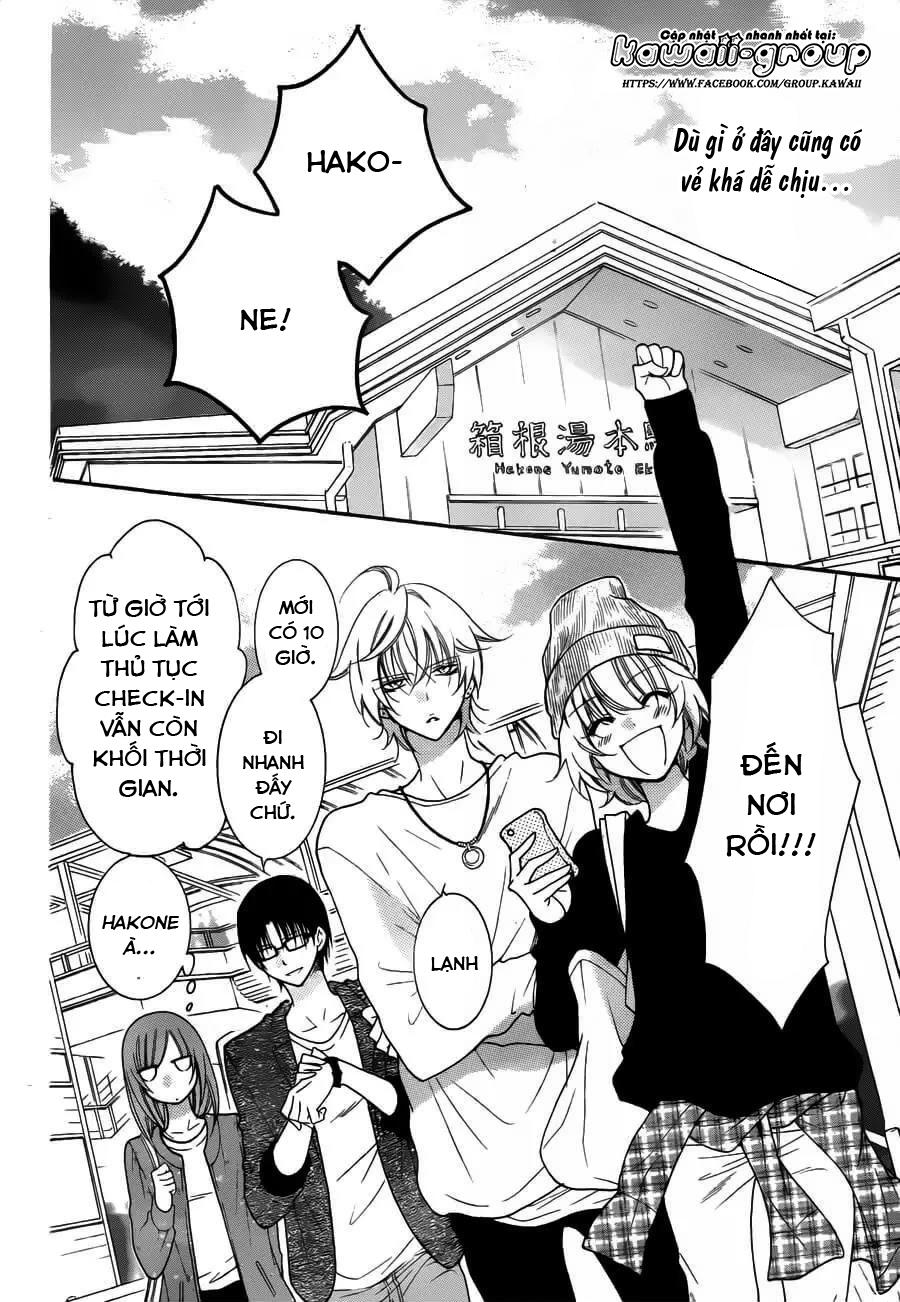 Cập nhật nhanh nhất tại:
kawaii-group
HTTPS://WWW.FACEBOOK.COM/GROUP.KAWAII
Dù gì ở đây cũng có
vẻ khá dễ chịu...
HAKO-
NE!
箱根湯本駅
Hakone Yumoto Ek
MỚI
CÓ 10
GIỜ.
ĐI
NHANH
ĐẤY
CHỨ.
TỪ GIỜ TỚI
LÚC LÀM
THỦ TỤC
CHECK-IN
VẪN CÒN
KHỐI THỜI
GIAN.
ĐẾN
NƠI
RỒI!!!
LẠNH
HAKONE
À...